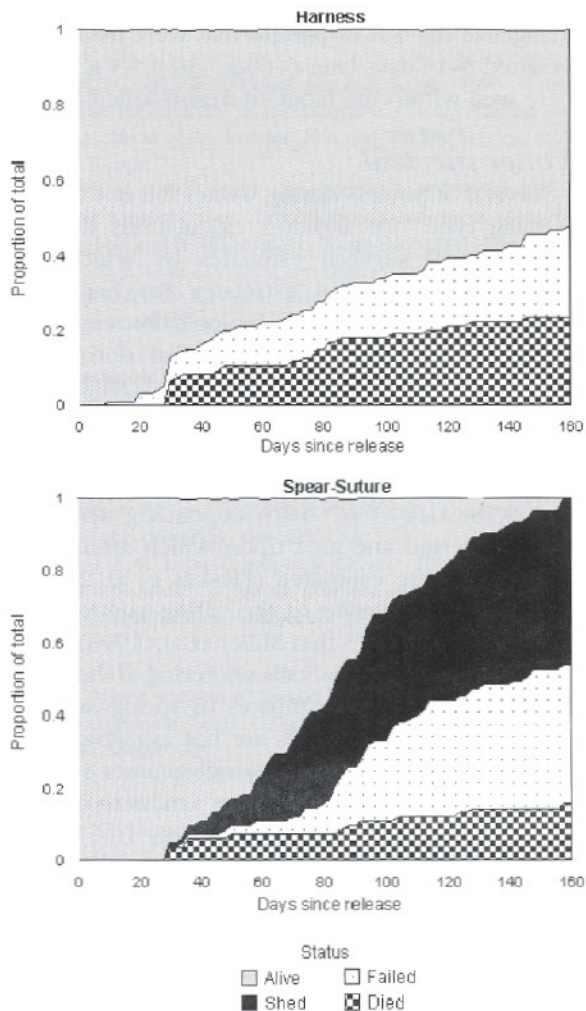 Harness
1
0.8
0.6
0.4
0.2
0
Proportion of total
0 20 40 60 80 100 120 140 160
Days since release
Spear-Suture
1
0.8
0.6
0.4
0.2
0
Proportion of total
0 20 40 60 80 100 120 140 160
Days since release
Status
Alive Failed
Shed Died